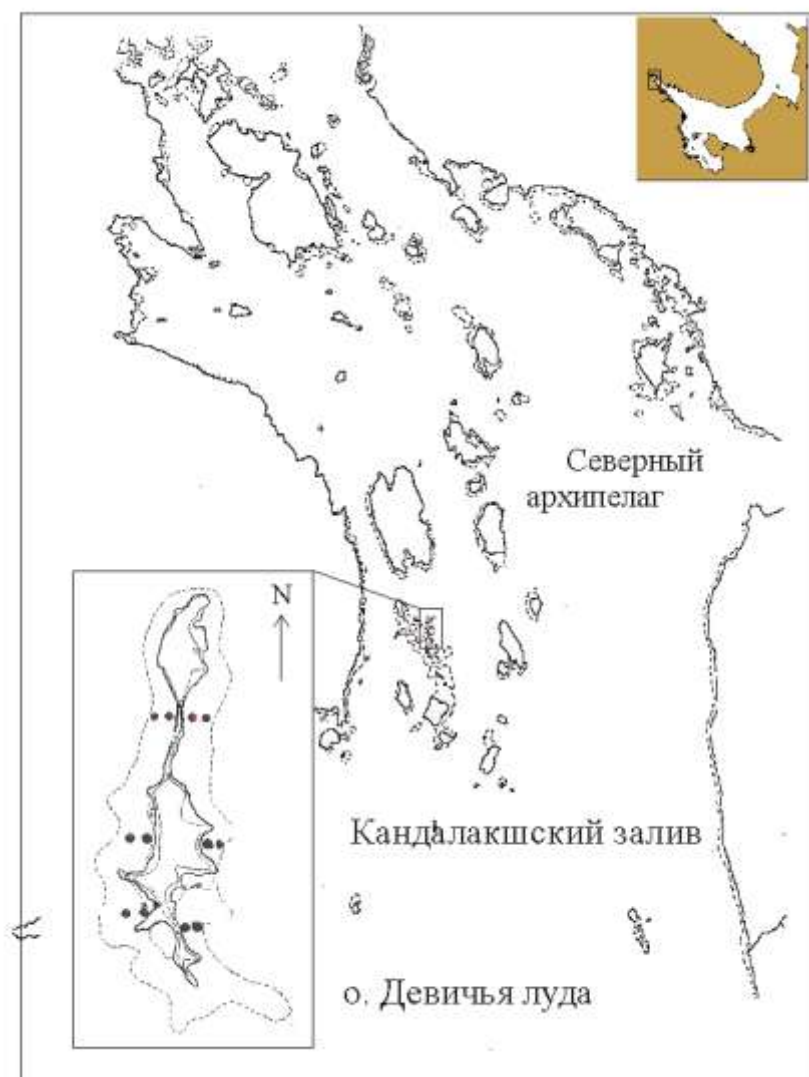 Северный
архипелаг
N
Кандалакшский залив
о. Девичья луда